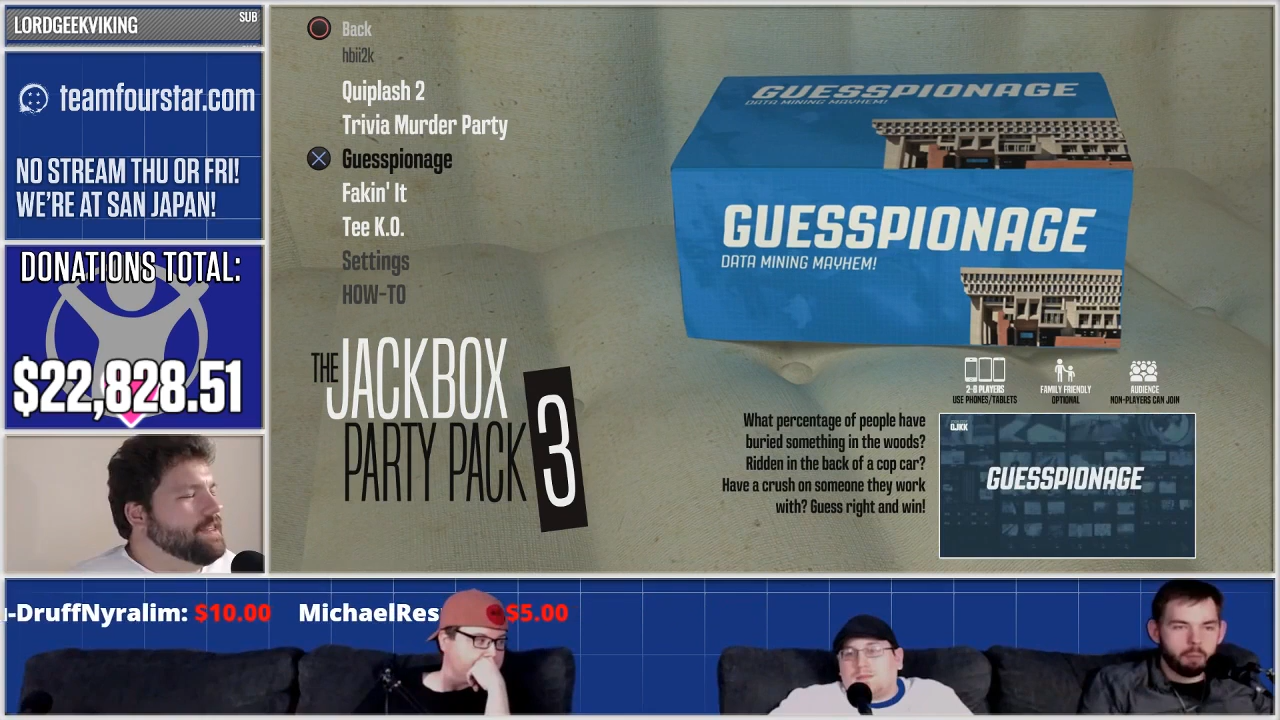 LORDGEEKVIKING
SUB
teamfourstar.com
NO STREAM THU OR FRI!
WE'RE AT SAN JAPAN!
DONATIONS TOTAL:
$22,828.51
Back
hbii2k
Quiplash 2
Trivia Murder Party
Guesspionage
Fakin' It
Tee K.O.
Settings
HOW-TO
THE JACKBOX
PARTY PACK 3
GUESSPIONAGE
DATA MINING MAYHEM!
GUESSPIONAGE
DATA MINING MAYHEM!
2-8 PLAYERS
USE PHONES/TABLETS
FAMILY FRIENDLY
OPTIONAL
AUDIENCE
NON-PLAYERS CAN JOIN
What percentage of people have
buried something in the woods?
Ridden in the back of a cop car?
Have a crush on someone they work
with? Guess right and win!
OJKK
GUESSPIONAGE
-DruffNyralim: $10.00 MichaelRes $5.00